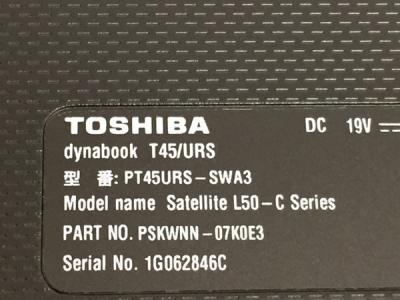 TOSHIBA DC 19V⎓
dynabook T45/URS
型 番: PT45URS-SWA3
Model name Satellite L50-C Series
PART NO. PSKWNN-07K0E3
Serial No. 1G062846C